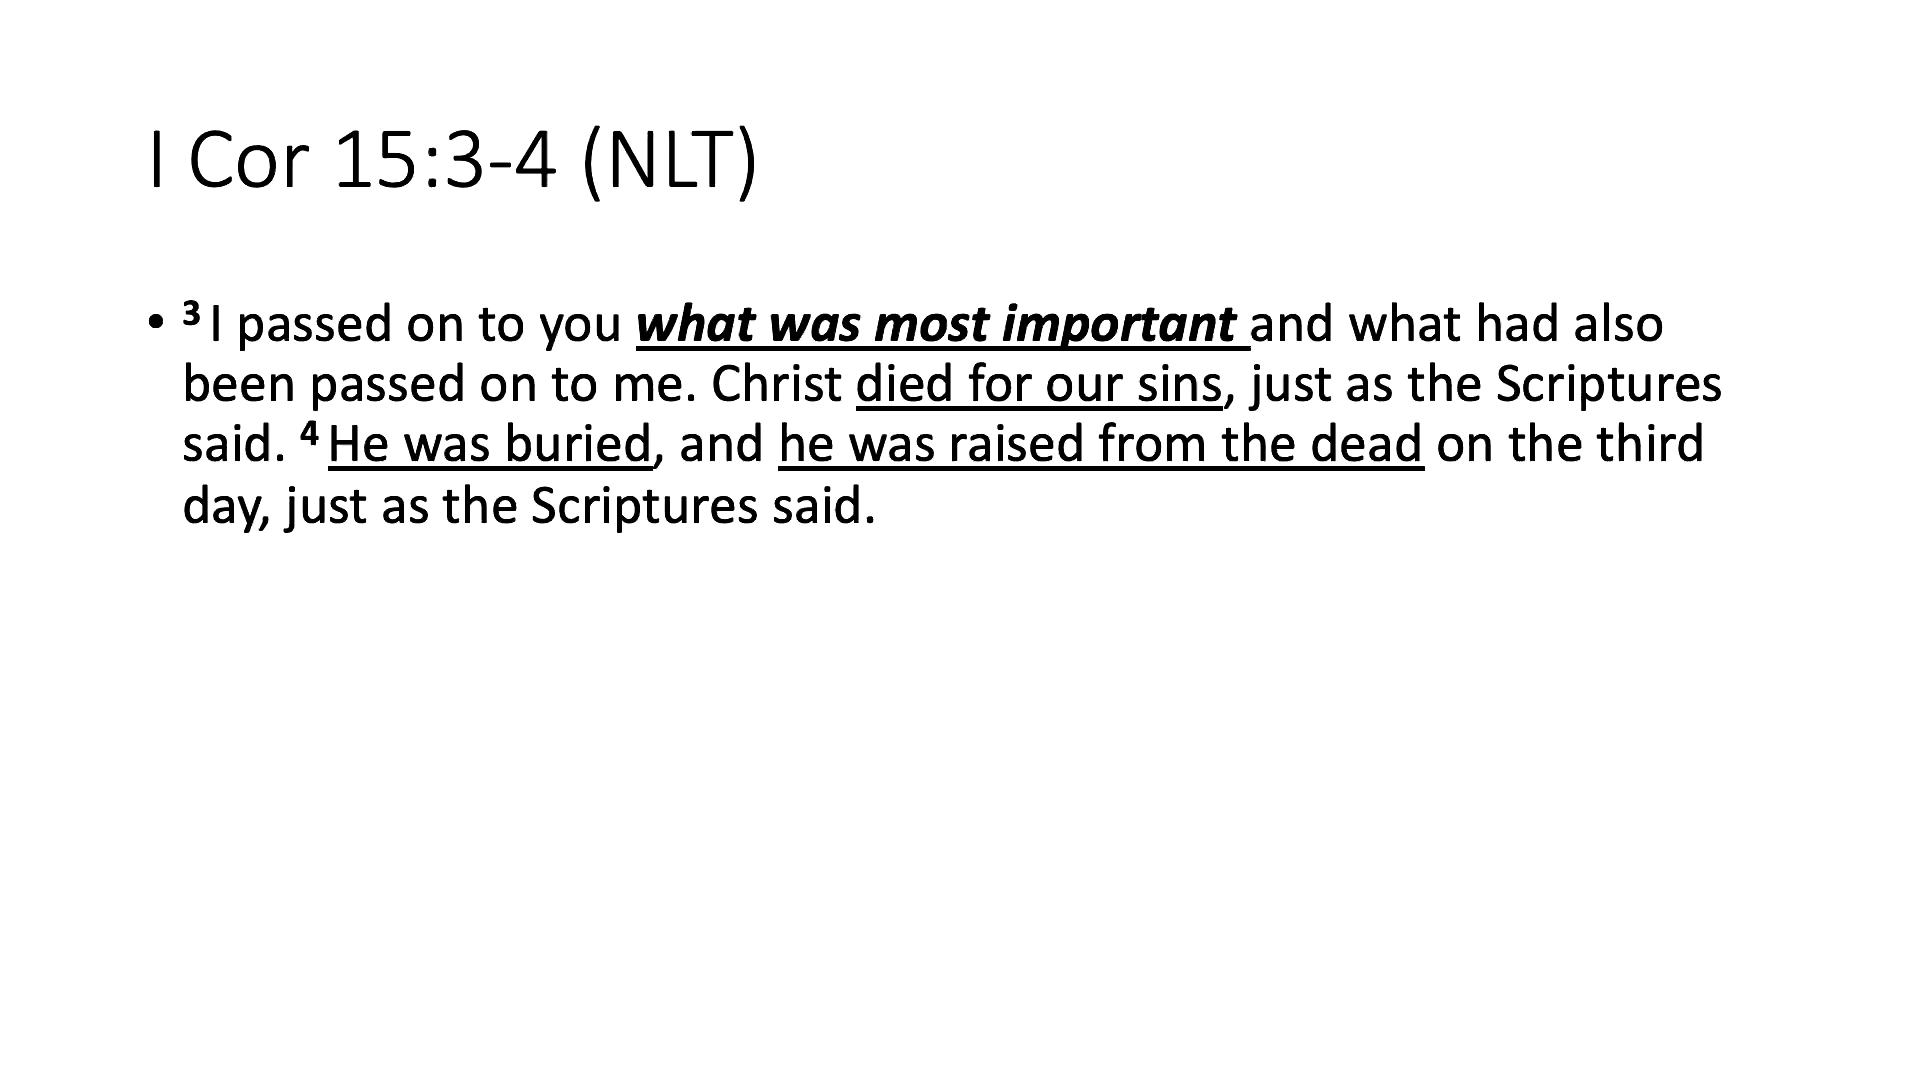 I Cor 15:3-4 (NLT)
• ³ I passed on to you what was most important and what had also
been passed on to me. Christ died for our sins, just as the Scriptures
said. ⁴ He was buried, and he was raised from the dead on the third
day, just as the Scriptures said.